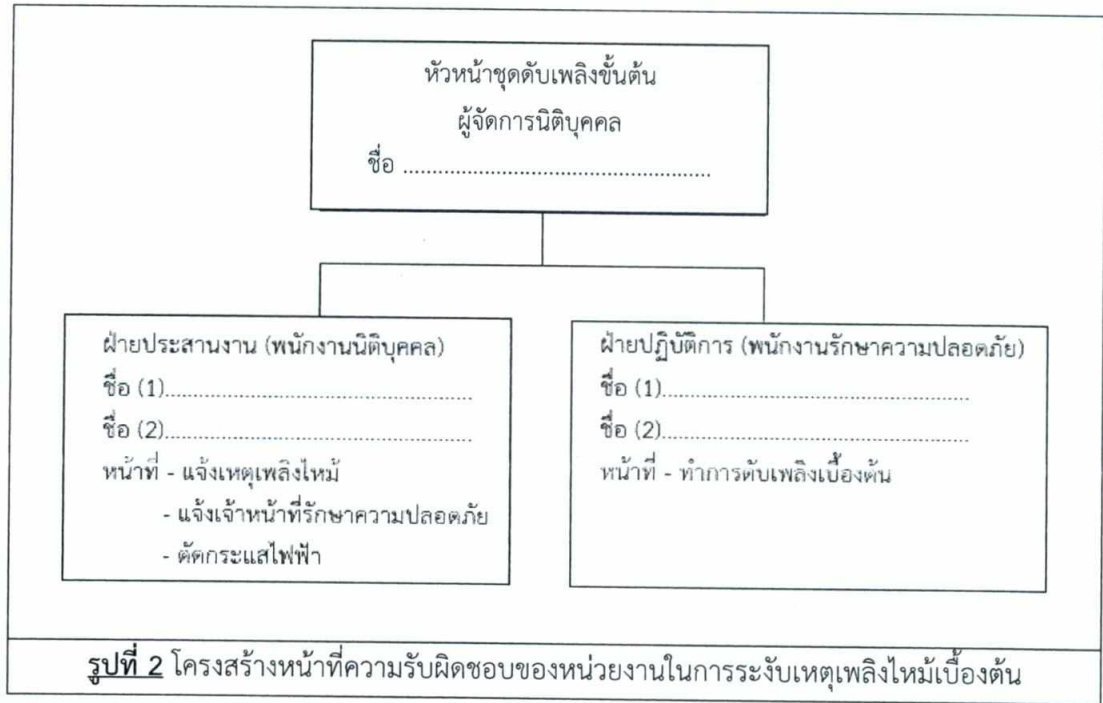 หัวหน้าชุดดับเพลิงขั้นต้น
ผู้จัดการนิติบุคคล
ชื่อ .....................................................
ฝ่ายประสานงาน (พนักงานนิติบุคคล)
ชื่อ (1).....................................................
ชื่อ (2).....................................................
หน้าที่ - แจ้งเหตุเพลิงไหม้
- แจ้งเจ้าหน้าที่รักษาความปลอดภัย
- ตัดกระแสไฟฟ้า
ฝ่ายปฏิบัติการ (พนักงานรักษาความปลอดภัย)
ชื่อ (1).....................................................
ชื่อ (2).....................................................
หน้าที่ - ทำการดับเพลิงเบื้องต้น
รูปที่ 2 โครงสร้างหน้าที่ความรับผิดชอบของหน่วยงานในการระงับเหตุเพลิงไหม้เบื้องต้น